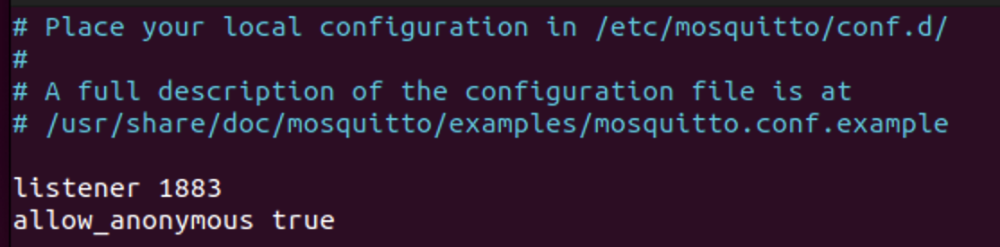 # Place your local configuration in /etc/mosquitto/conf.d/
#
# A full description of the configuration file is at
# /usr/share/doc/mosquitto/examples/mosquitto.conf.example
listener 1883
allow_anonymous true